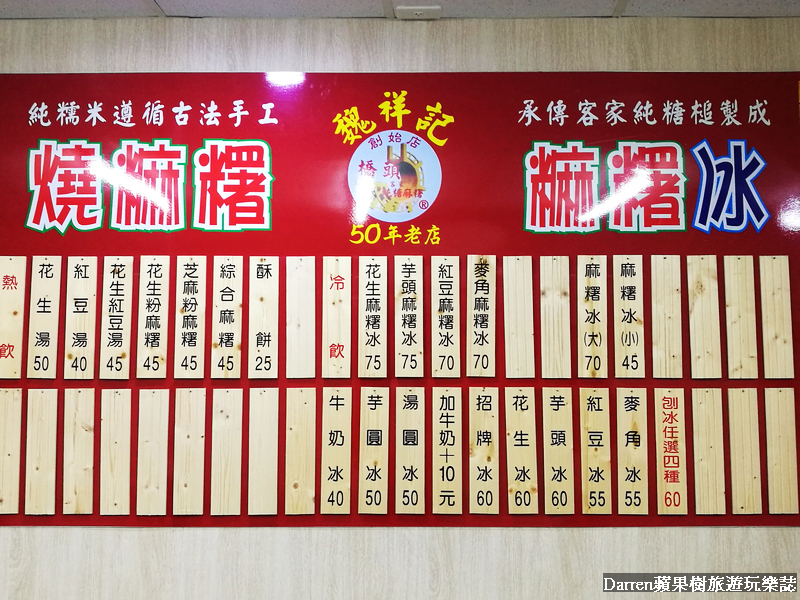 純糯米遵循古法手工
燒麻糬
魏祥記
創始店
橋頭
燒麻糬
®
50年老店
承傳客家純糖槌製成
麻糬冰
熱飲
花生湯 50
紅豆湯 40
花生紅豆湯 45
花生粉麻糬 45
芝麻粉麻糬 45
綜合麻糬 45
酥餅 25
冷飲
花生麻糬冰 75
芋頭麻糬冰 75
紅豆麻糬冰 70
麥角麻糬冰 70
麻糬冰(大) 70
麻糬冰(小) 45
牛奶冰 40
芋圓冰 50
湯圓冰 50
加牛奶+10元
招牌冰 60
花生冰 60
芋頭冰 60
紅豆冰 55
麥角冰 55
刨冰任選四種 60
Darren蘋果樹旅遊玩樂誌